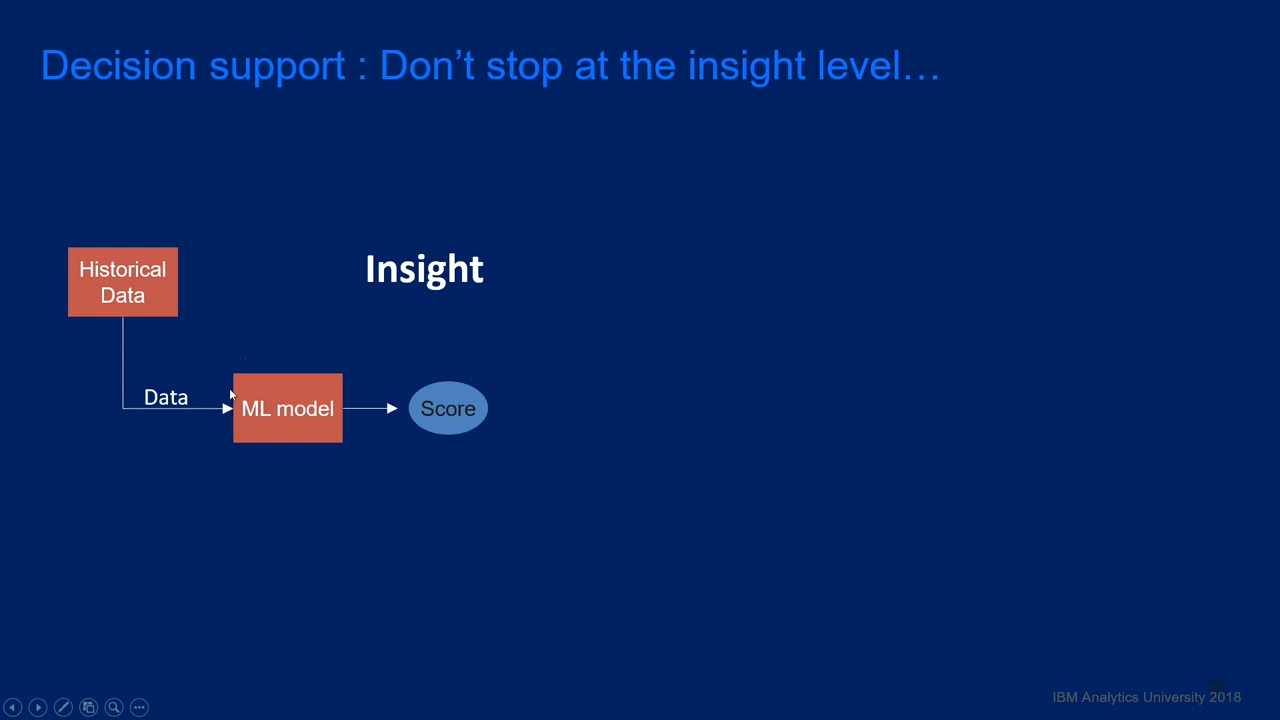 Decision support : Don’t stop at the insight level…
Historical
Data
Insight
Data
ML model
Score
IBM Analytics University 2018